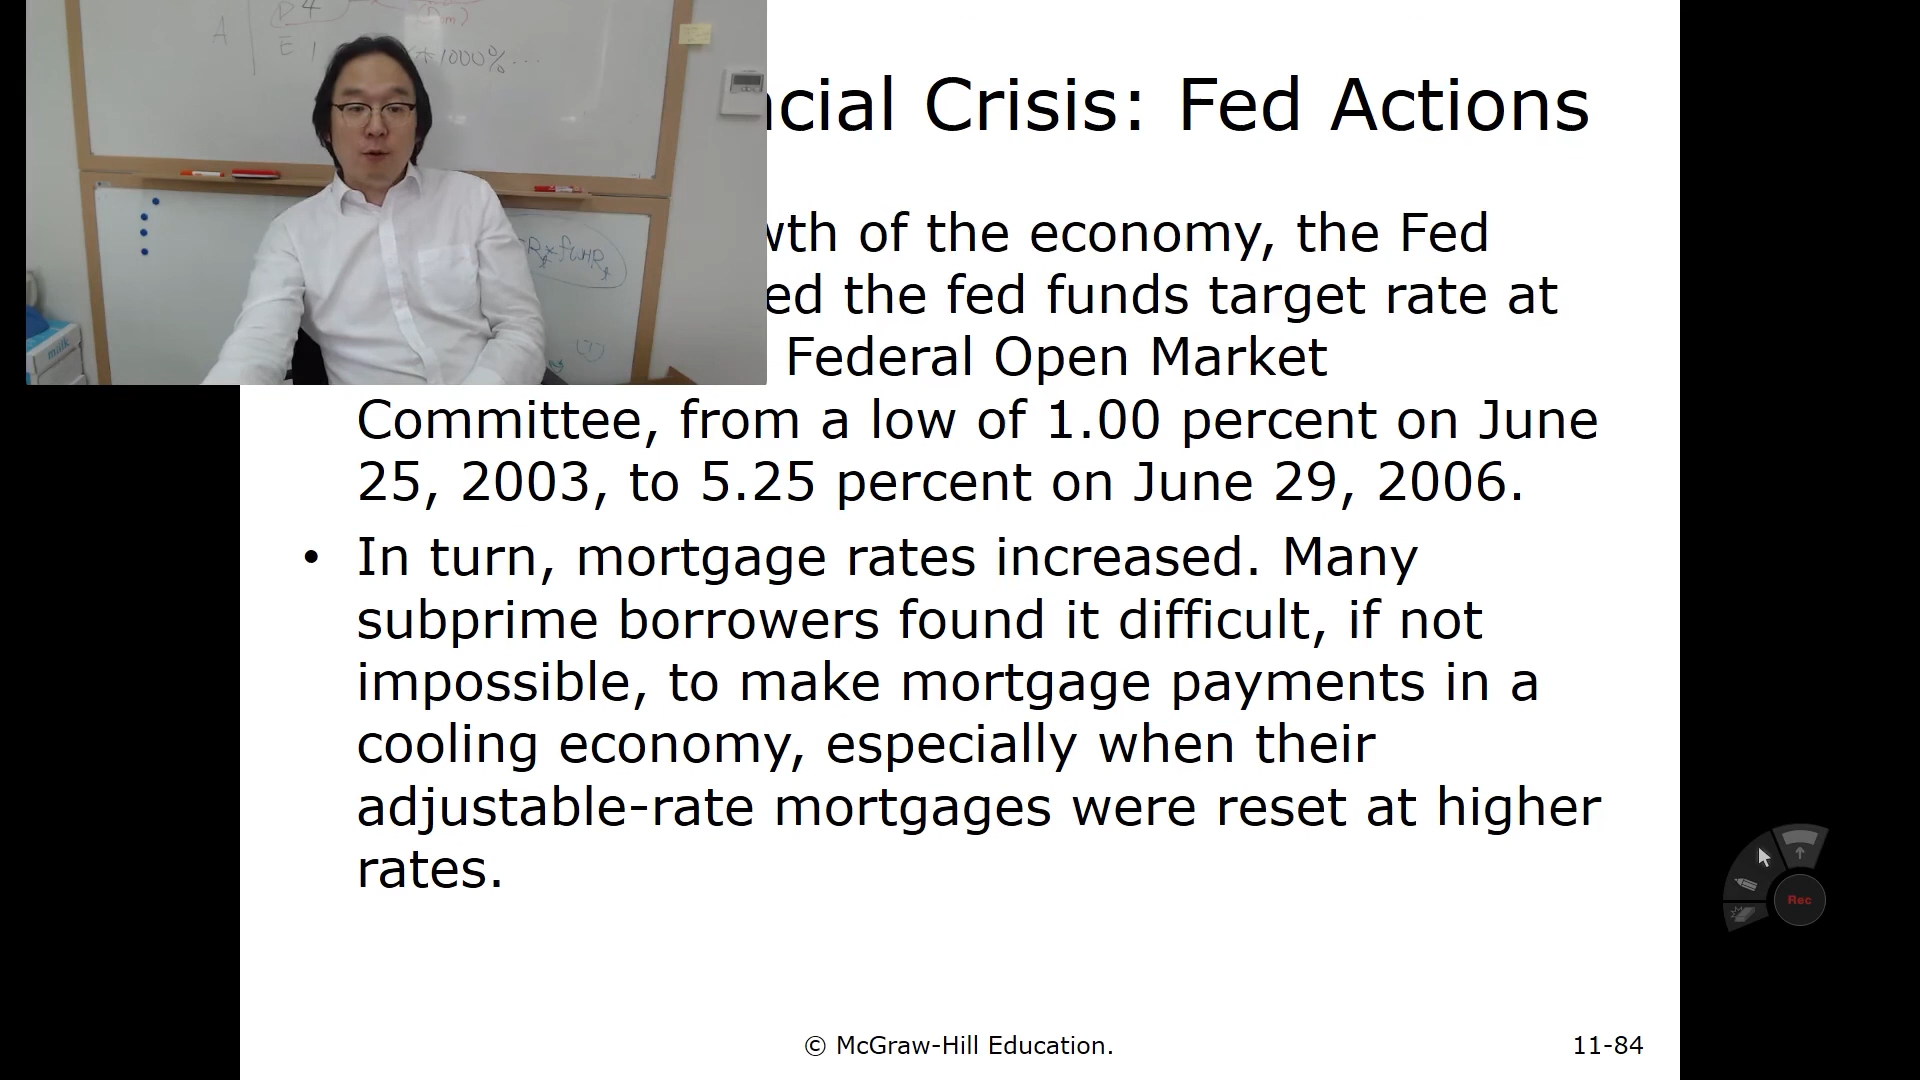 D 4
A
E 1
*1000%...
ncial Crisis: Fed Actions
wth of the economy, the Fed
ed the fed funds target rate at
Federal Open Market
Committee, from a low of 1.00 percent on June
25, 2003, to 5.25 percent on June 29, 2006.
• In turn, mortgage rates increased. Many
subprime borrowers found it difficult, if not
impossible, to make mortgage payments in a
cooling economy, especially when their
adjustable-rate mortgages were reset at higher
rates.
milk
Rec
© McGraw-Hill Education.
11-84